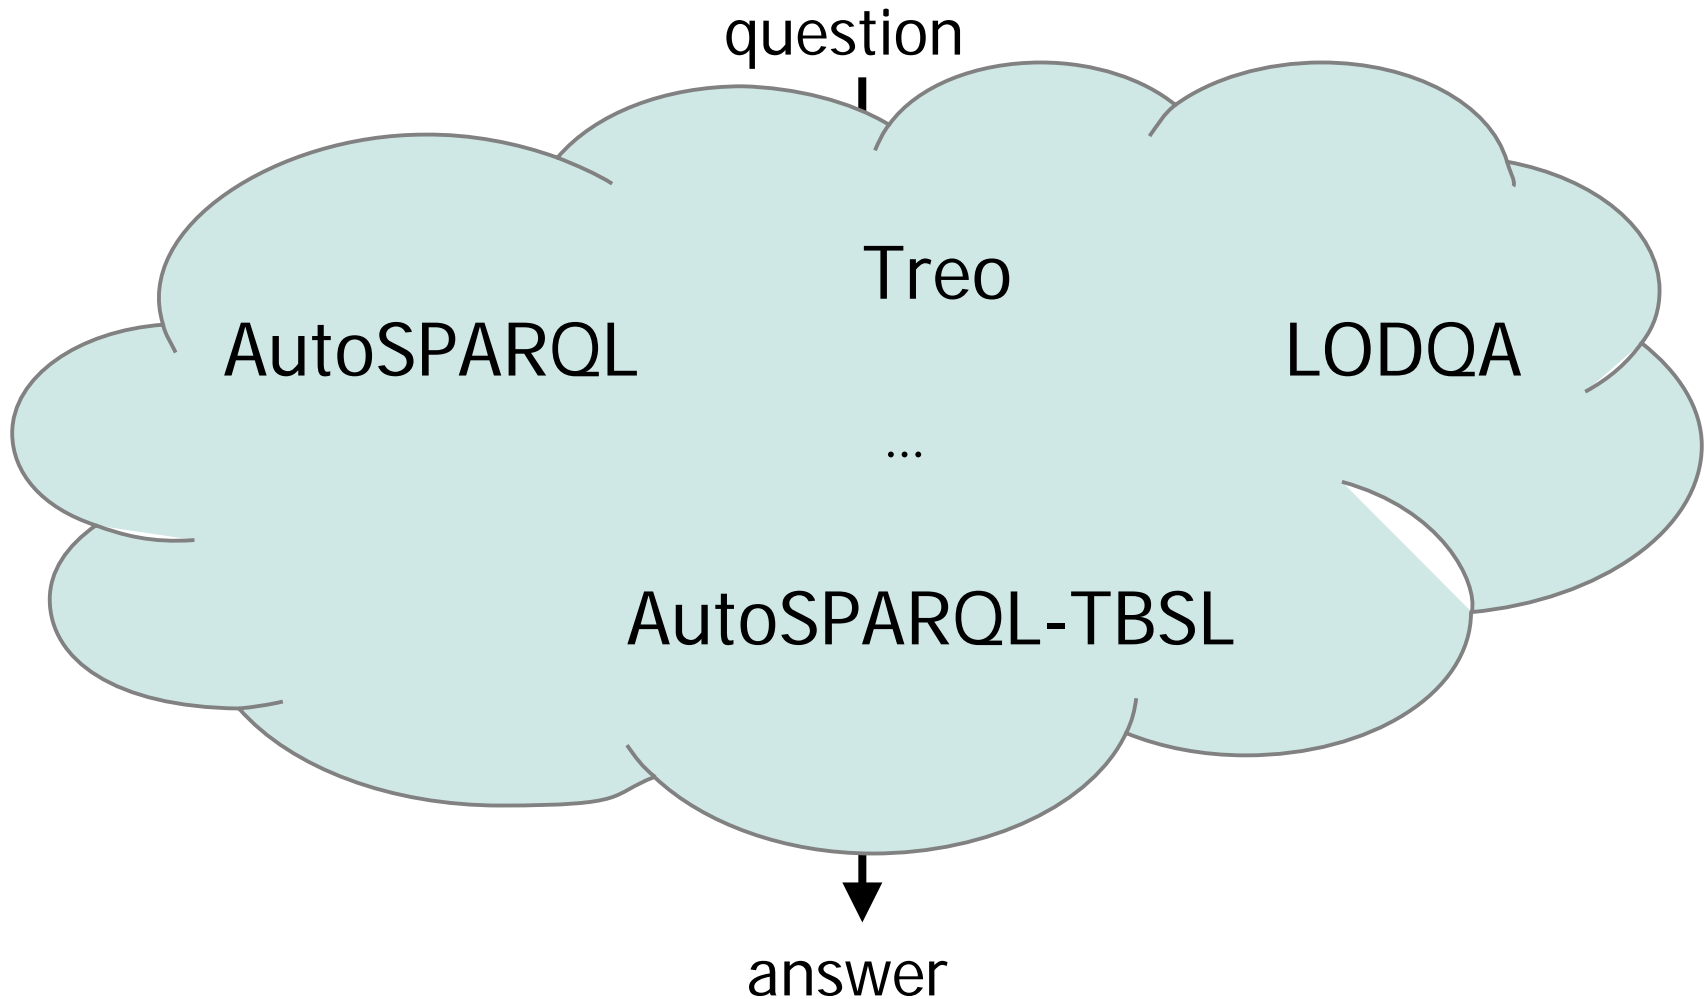 question
Treo
AutoSPARQL
LODQA
...
AutoSPARQL-TBSL
answer